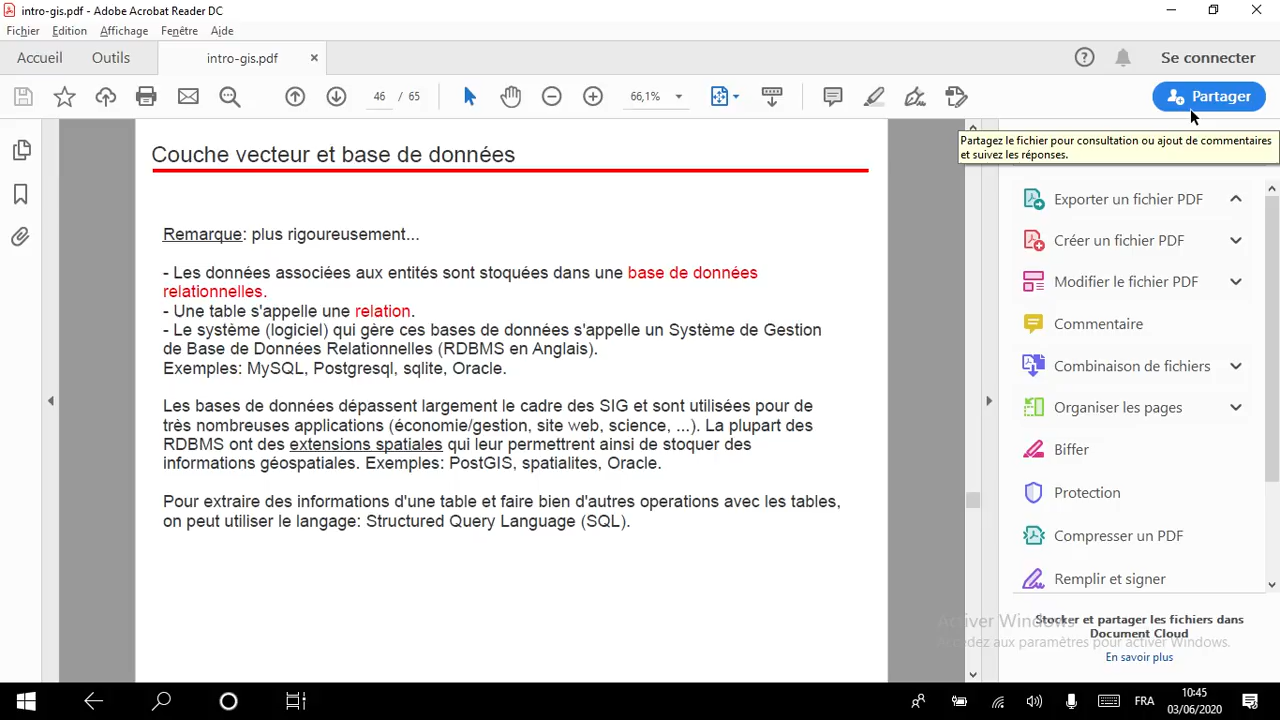 intro-gis.pdf - Adobe Acrobat Reader DC
Fichier Edition Affichage Fenêtre Aide
Accueil Outils intro-gis.pdf Se connecter
46 / 65 66,1% Partager
Partagez le fichier pour consultation ou ajout de commentaires
et suivez les réponses.
Couche vecteur et base de données
Remarque: plus rigoureusement...
- Les données associées aux entités sont stoquées dans une base de données
relationnelles.
- Une table s'appelle une relation.
- Le système (logiciel) qui gère ces bases de données s'appelle un Système de Gestion
de Base de Données Relationnelles (RDBMS en Anglais).
Exemples: MySQL, Postgresql, sqlite, Oracle.
Les bases de données dépassent largement le cadre des SIG et sont utilisées pour de
très nombreuses applications (économie/gestion, site web, science, ...). La plupart des
RDBMS ont des extensions spatiales qui leur permettrent ainsi de stoquer des
informations géospatiales. Exemples: PostGIS, spatialites, Oracle.
Pour extraire des informations d'une table et faire bien d'autres operations avec les tables,
on peut utiliser le langage: Structured Query Language (SQL).
Exporter un fichier PDF
Créer un fichier PDF
Modifier le fichier PDF
Commentaire
Combinaison de fichiers
Organiser les pages
Biffer
Protection
Compresser un PDF
Remplir et signer
Stocker et partager les fichiers dans
Document Cloud
En savoir plus
Activer Windows
Accédez aux paramètres pour activer Windows.
FRA
10:45
03/06/2020